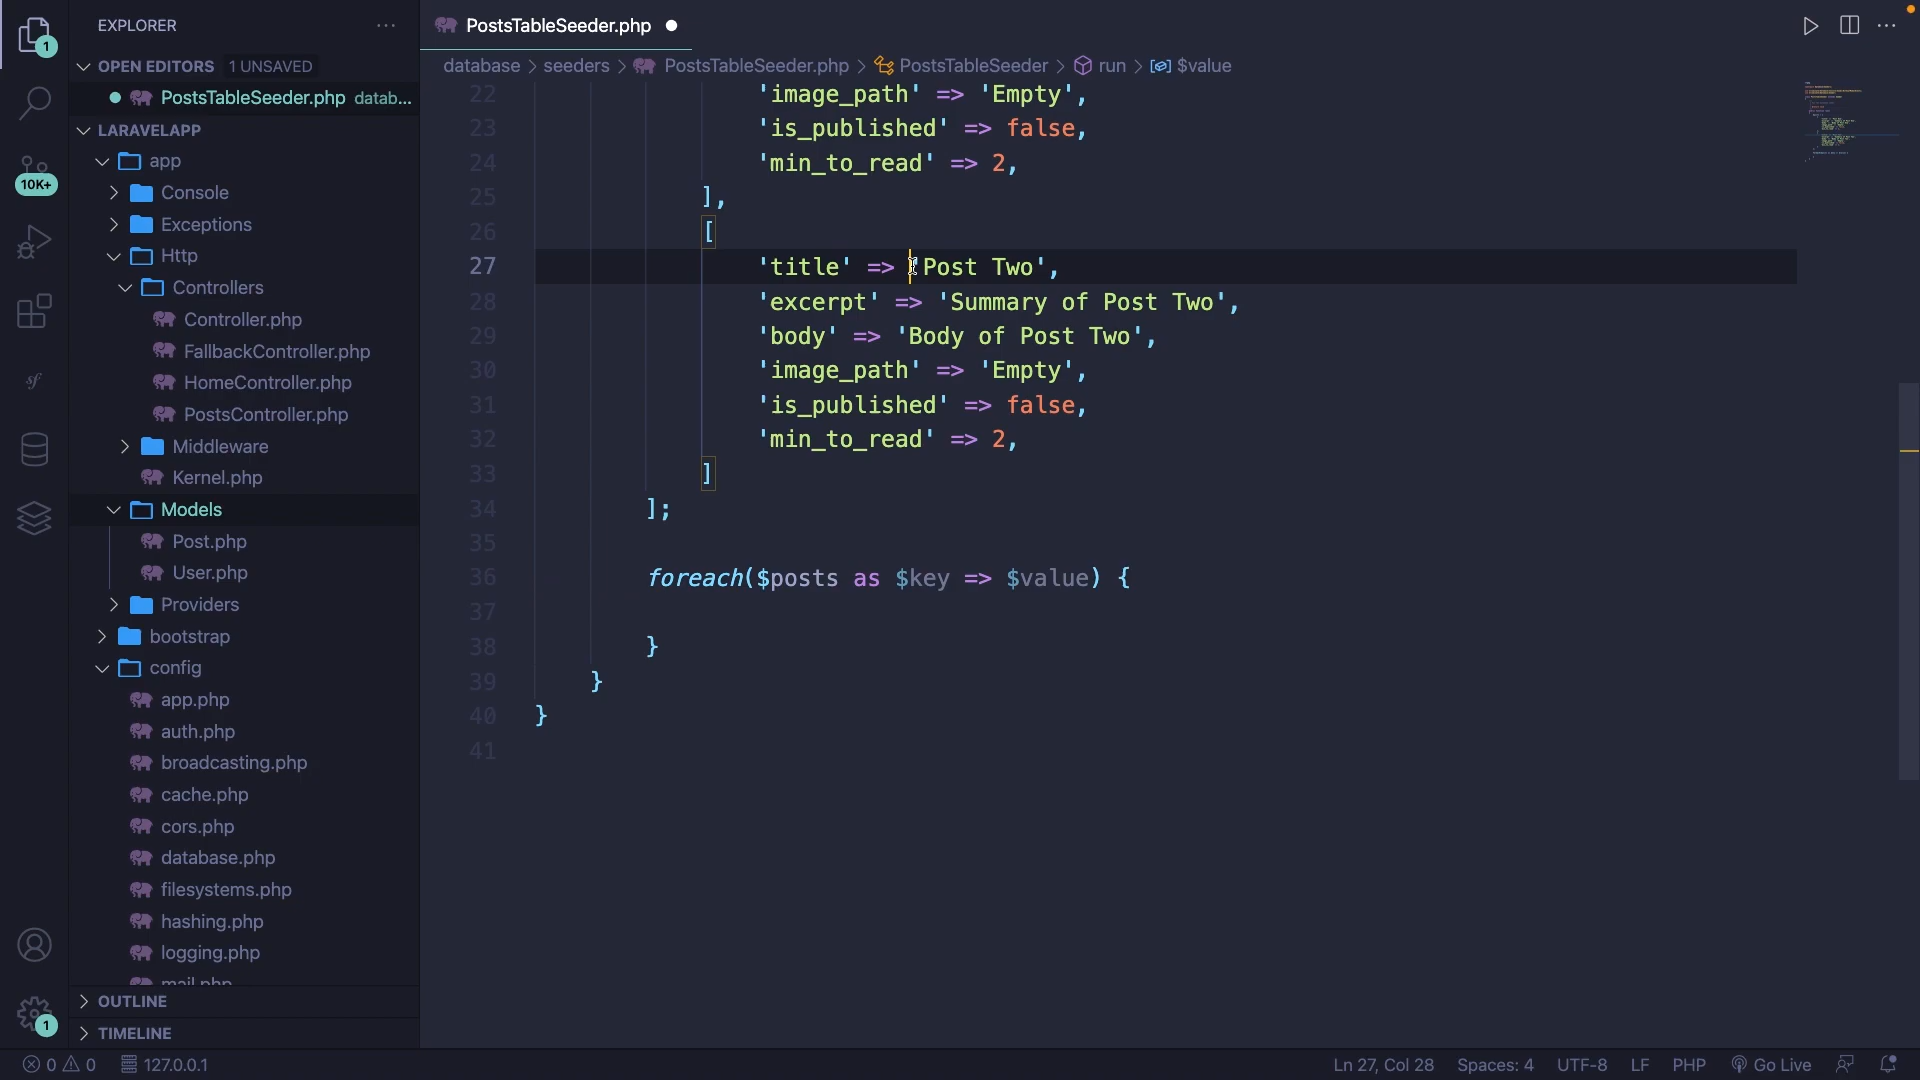 EXPLORER
1
OPEN EDITORS 1 UNSAVED
PostsTableSeeder.php datab...
LARAVELAPP
app
Console
Exceptions
Http
Controllers
Controller.php
FallbackController.php
HomeController.php
PostsController.php
Middleware
Kernel.php
Models
Post.php
User.php
Providers
bootstrap
config
app.php
auth.php
broadcasting.php
cache.php
cors.php
database.php
filesystems.php
hashing.php
logging.php
mail.php
OUTLINE
TIMELINE
10K+
sf
1
PostsTableSeeder.php
database > seeders > PostsTableSeeder.php > PostsTableSeeder > run > $value
22 'image_path' => 'Empty',
23 'is_published' => false,
24 'min_to_read' => 2,
25 ],
26 [
27 'title' => 'Post Two',
28 'excerpt' => 'Summary of Post Two',
29 'body' => 'Body of Post Two',
30 'image_path' => 'Empty',
31 'is_published' => false,
32 'min_to_read' => 2,
33 ]
34 ];
35
36 foreach($posts as $key => $value) {
37
38 }
39 }
40 }
41
0 0 127.0.0.1 Ln 27, Col 28 Spaces: 4 UTF-8 LF PHP Go Live